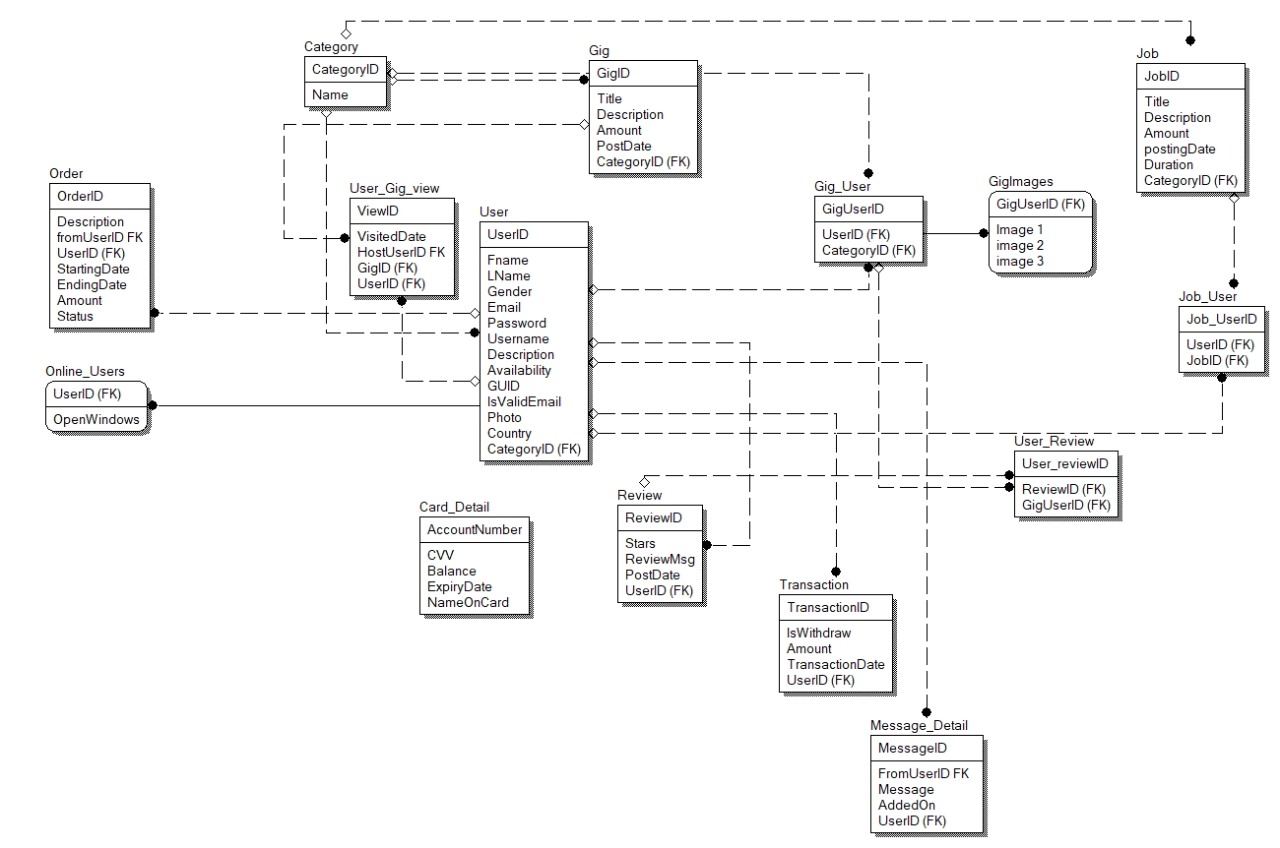 Category
CategoryID
Name
Gig
GigID
Title
Description
Amount
PostDate
CategoryID (FK)
Job
JobID
Title
Description
Amount
postingDate
Duration
CategoryID (FK)
Order
OrderID
Description
fromUserID FK
UserID (FK)
StartingDate
EndingDate
Amount
Status
User_Gig_view
ViewID
VisitedDate
HostUserID FK
GigID (FK)
UserID (FK)
User
UserID
Fname
LName
Gender
Email
Password
Username
Description
Availability
GUID
IsValidEmail
Photo
Country
CategoryID (FK)
Gig_User
GigUserID
UserID (FK)
CategoryID (FK)
GigImages
GigUserID (FK)
Image 1
image 2
image 3
Job_User
Job_UserID
UserID (FK)
JobID (FK)
Online_Users
UserID (FK)
OpenWindows
User_Review
User_reviewID
ReviewID (FK)
GigUserID (FK)
Card_Detail
AccountNumber
CVV
Balance
ExpiryDate
NameOnCard
Review
ReviewID
Stars
ReviewMsg
PostDate
UserID (FK)
Transaction
TransactionID
IsWithdraw
Amount
TransactionDate
UserID (FK)
Message_Detail
MessageID
FromUserID FK
Message
AddedOn
UserID (FK)